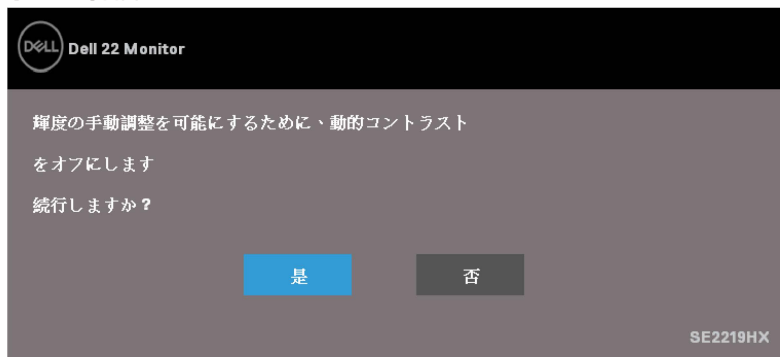 DELL Dell 22 Monitor
輝度の手動調整を可能にするために、動的コントラスト
をオフにします
続行しますか？
是
否
SE2219HX